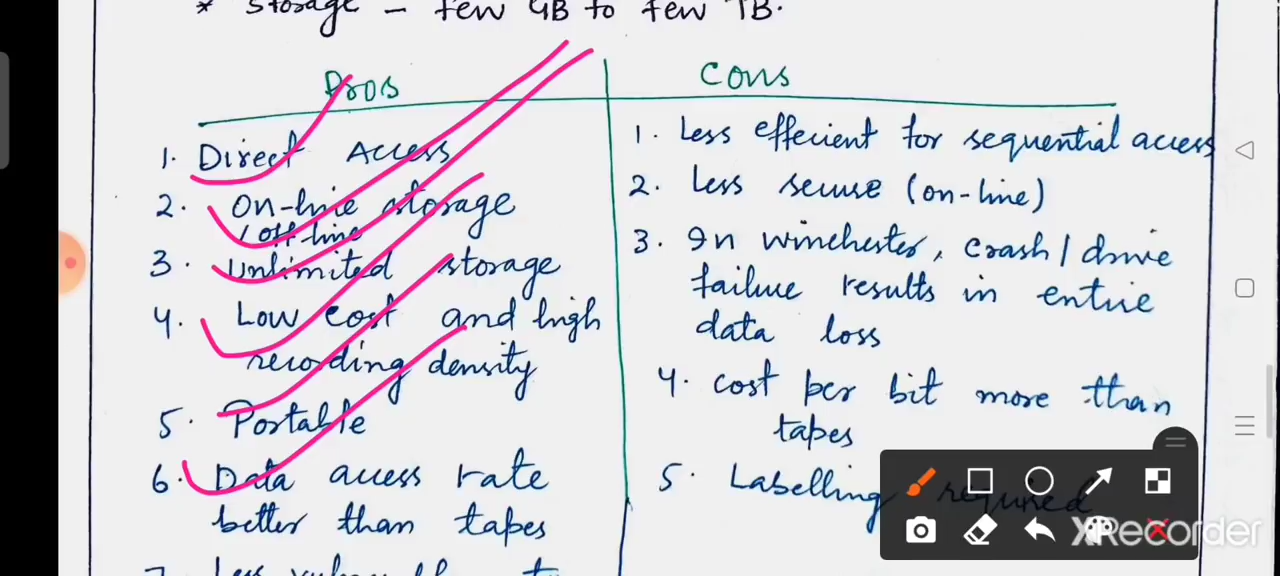 * Storage - few GB to few TB.
Pros
Cons
1. Direct Access
2. On-line storage
/ off-line
3. Unlimited storage
4. Low cost and high
recording density
5. Portable
6. Data access rate
better than tapes
7. Less
1. Less effecient for sequential access
2. Less secure (on-line)
3. In winchester, crash/drive
failure results in entire
data loss
4. cost per bit more than
tapes
5. Labelling required
XRecorder